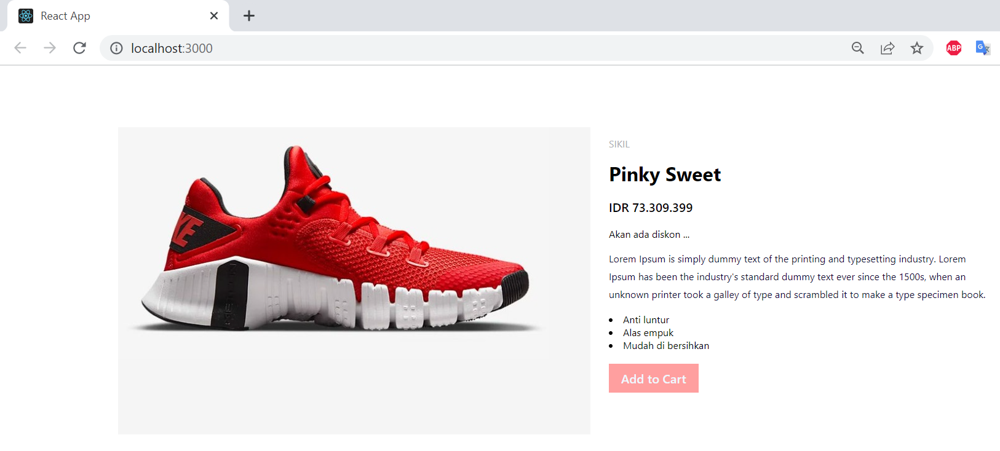 React App
localhost:3000
ABP
G
SIKIL
Pinky Sweet
IDR 73.309.399
Akan ada diskon ...
Lorem Ipsum is simply dummy text of the printing and typesetting industry. Lorem
Ipsum has been the industry's standard dummy text ever since the 1500s, when an
unknown printer took a galley of type and scrambled it to make a type specimen book.
Anti luntur
Alas empuk
Mudah di bersihkan
Add to Cart